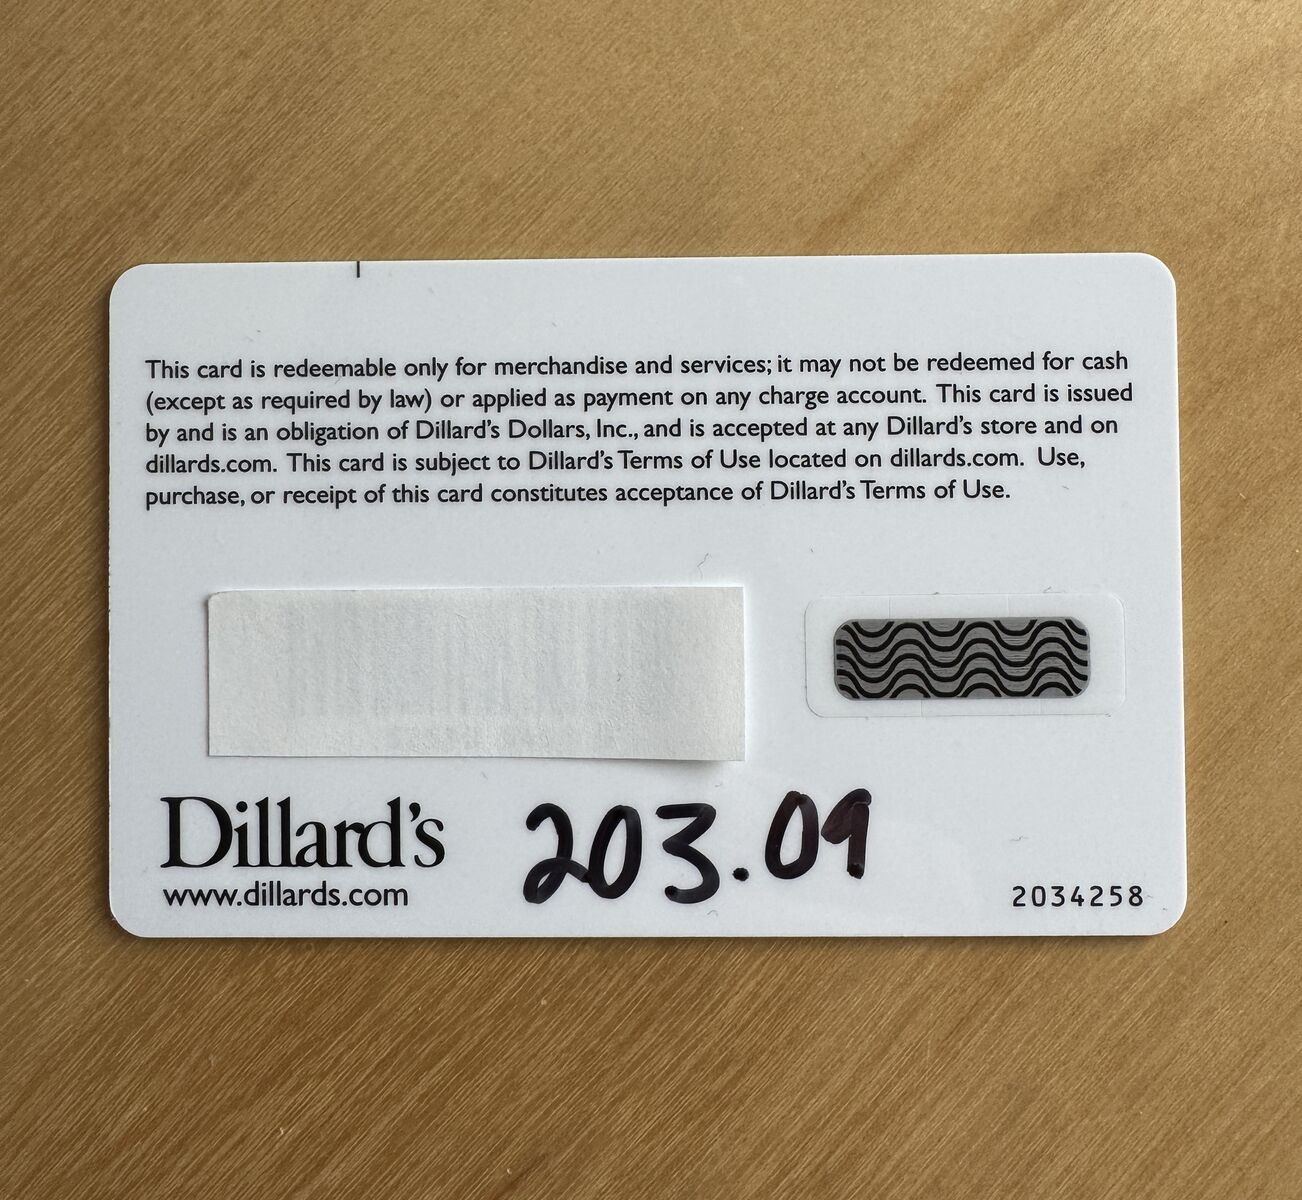 This card is redeemable only for merchandise and services; it may not be redeemed for cash
(except as required by law) or applied as payment on any charge account. This card is issued
by and is an obligation of Dillard's Dollars, Inc., and is accepted at any Dillard's store and on
dillards.com. This card is subject to Dillard's Terms of Use located on dillards.com. Use,
purchase, or receipt of this card constitutes acceptance of Dillard's Terms of Use.
Dillard's
www.dillards.com
203.09
2034258